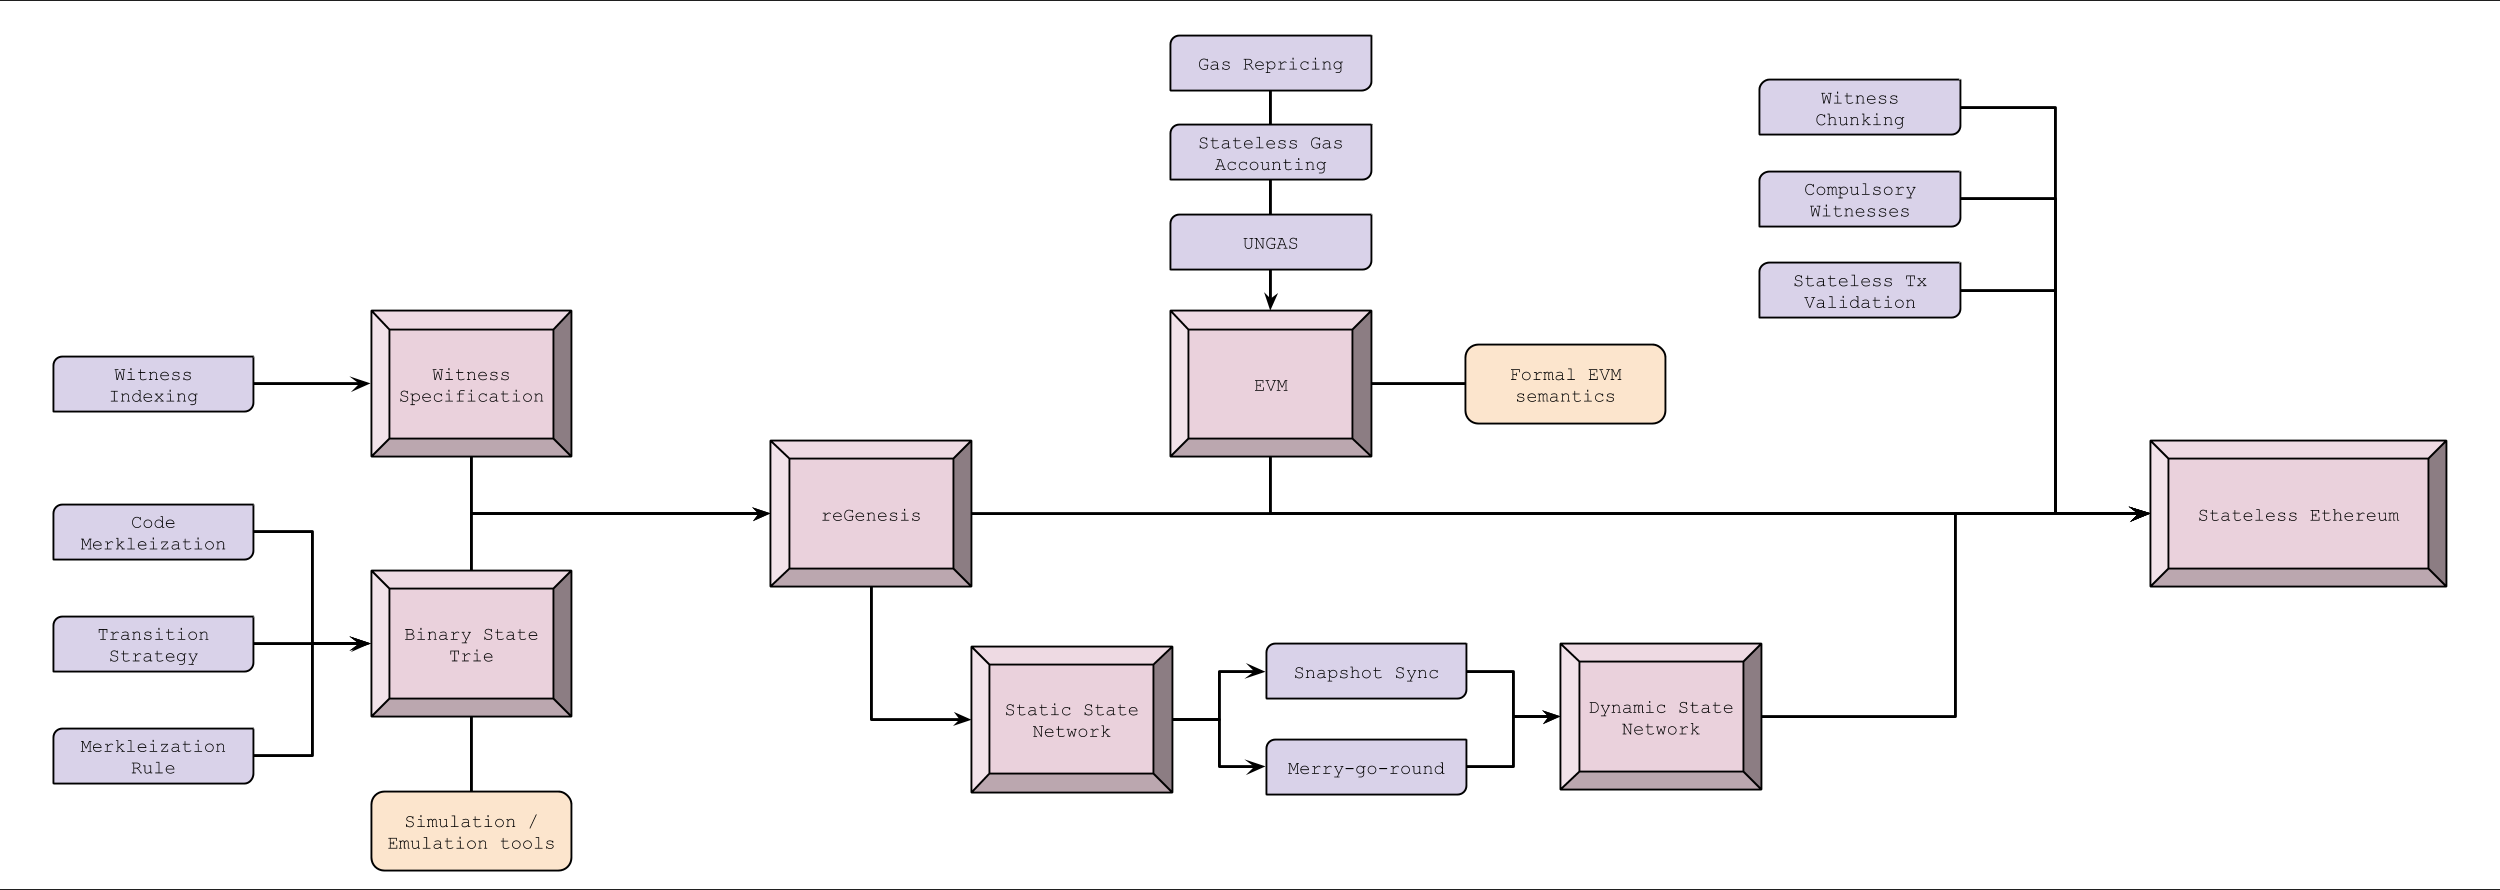 Gas Repricing
Stateless Gas
Accounting
UNGAS
Witness
Chunking
Compulsory
Witnesses
Stateless Tx
Validation
Witness
Indexing
Witness
Specification
EVM
Formal EVM
semantics
Code
Merkleization
Transition
Strategy
Merkleization
Rule
Binary State
Trie
Simulation /
Emulation tools
reGenesis
Static State
Network
Snapshot Sync
Merry-go-round
Dynamic State
Network
Stateless Ethereum